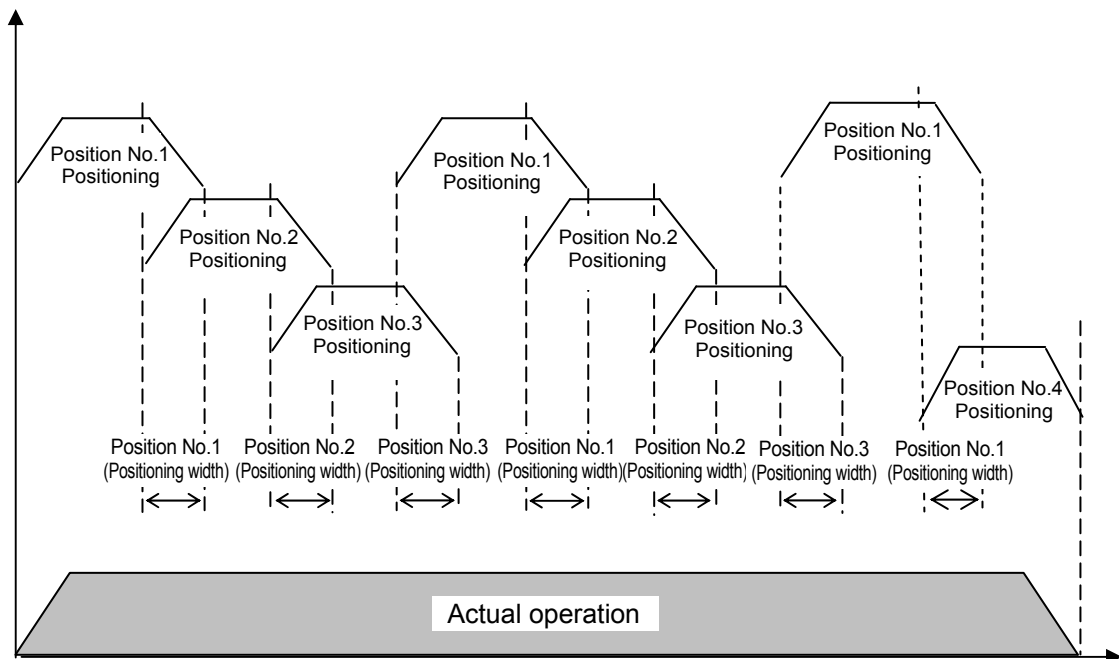 Position No.1
Positioning
Position No.2
Positioning
Position No.3
Positioning
Position No.1
Positioning
Position No.2
Positioning
Position No.3
Positioning
Position No.1
Positioning
Position No.4
Positioning
Position No.1
(Positioning width)
Position No.2
(Positioning width)
Position No.3
(Positioning width)
Position No.1
(Positioning width)
Position No.2
(Positioning width)
Position No.3
(Positioning width)
Position No.1
(Positioning width)
Actual operation